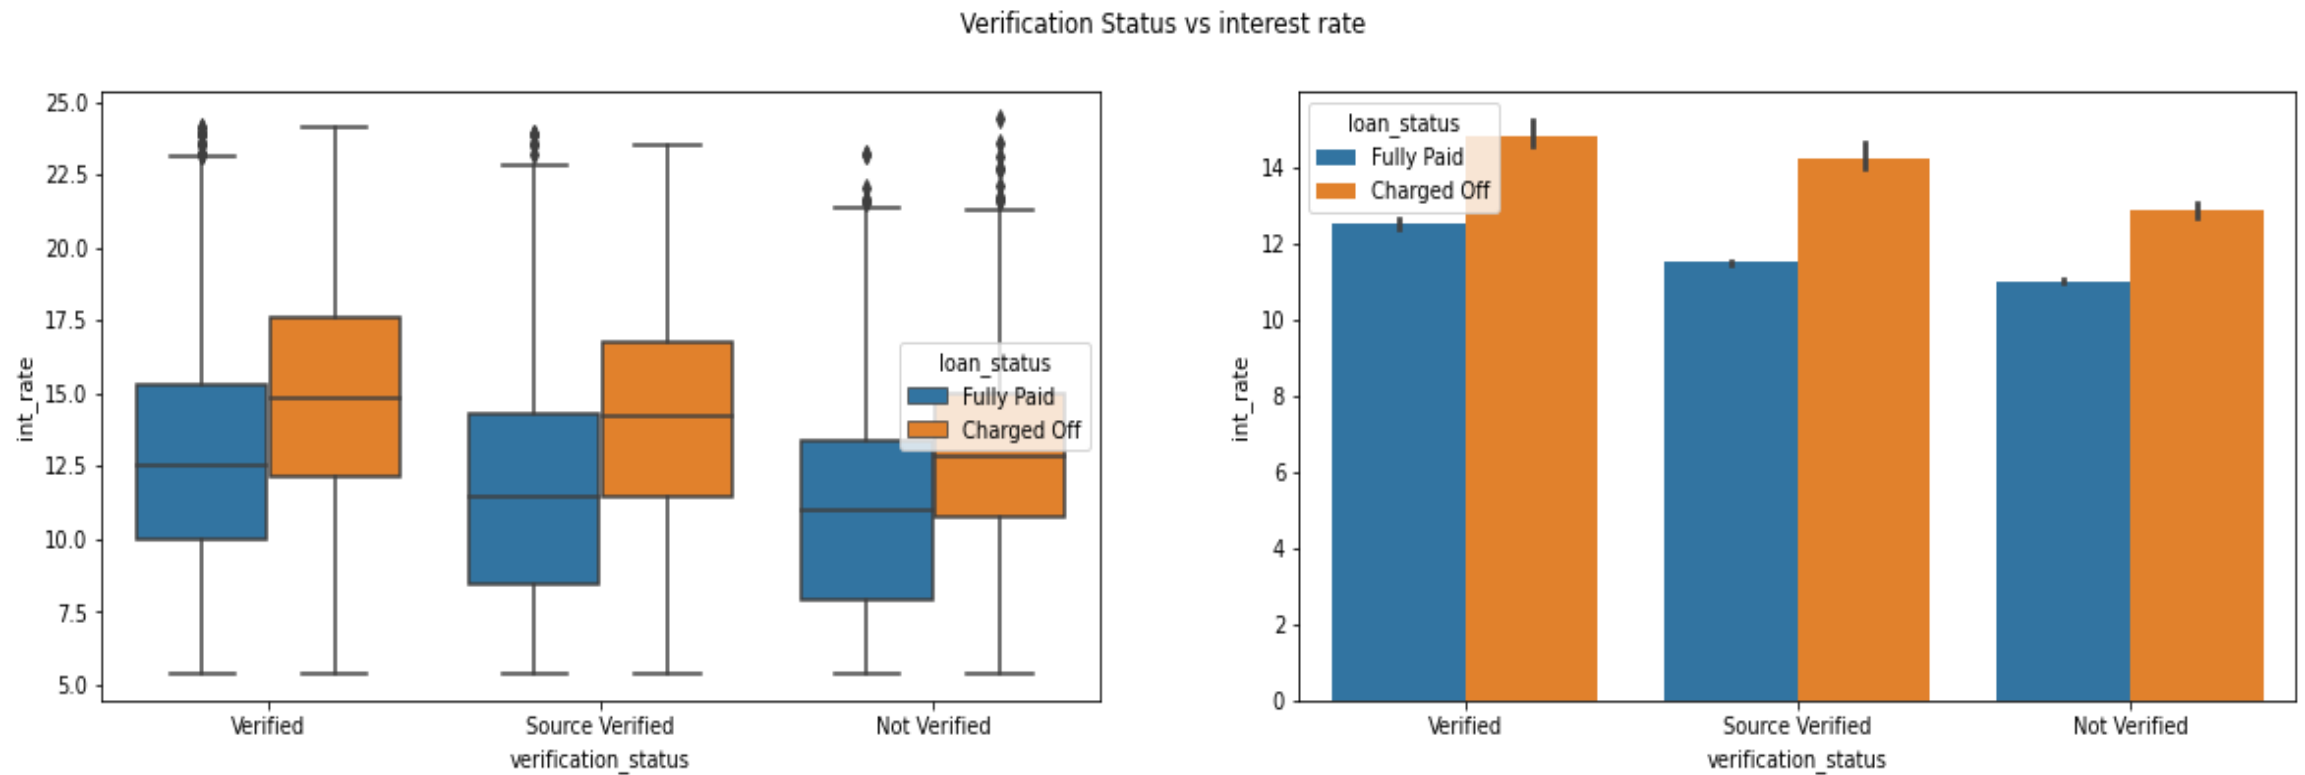 Verification Status vs interest rate
25.0
22.5
20.0
17.5
15.0
12.5
10.0
7.5
5.0
int_rate
loan_status
Fully Paid
Charged Off
Verified
Source Verified
Not Verified
verification_status
14
12
10
8
6
4
2
0
int_rate
loan_status
Fully Paid
Charged Off
Verified
Source Verified
Not Verified
verification_status